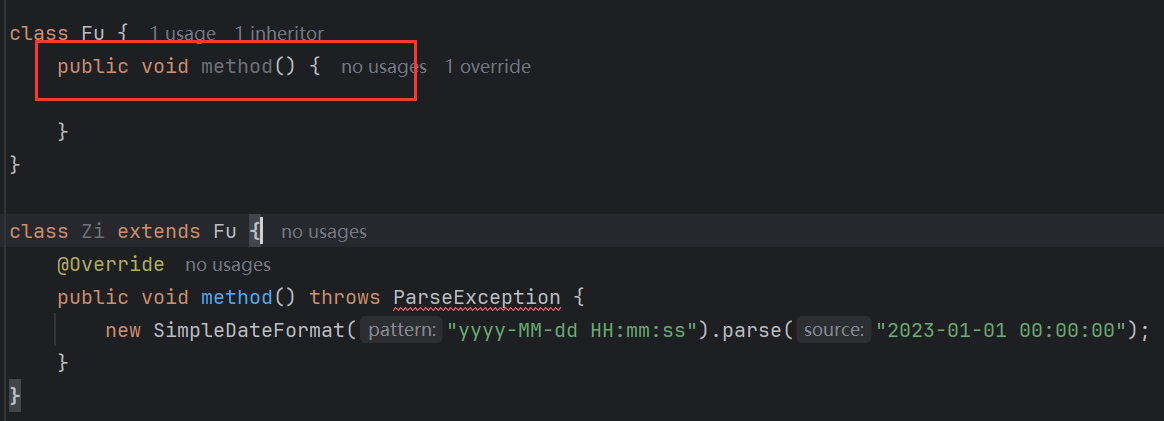 class Fu { 1 usage 1 inheritor
public void method() { no usages 1 override
}
}
class Zi extends Fu { no usages
@Override no usages
public void method() throws ParseException {
new SimpleDateFormat( pattern: "yyyy-MM-dd HH:mm:ss").parse( source: "2023-01-01 00:00:00");
}
}